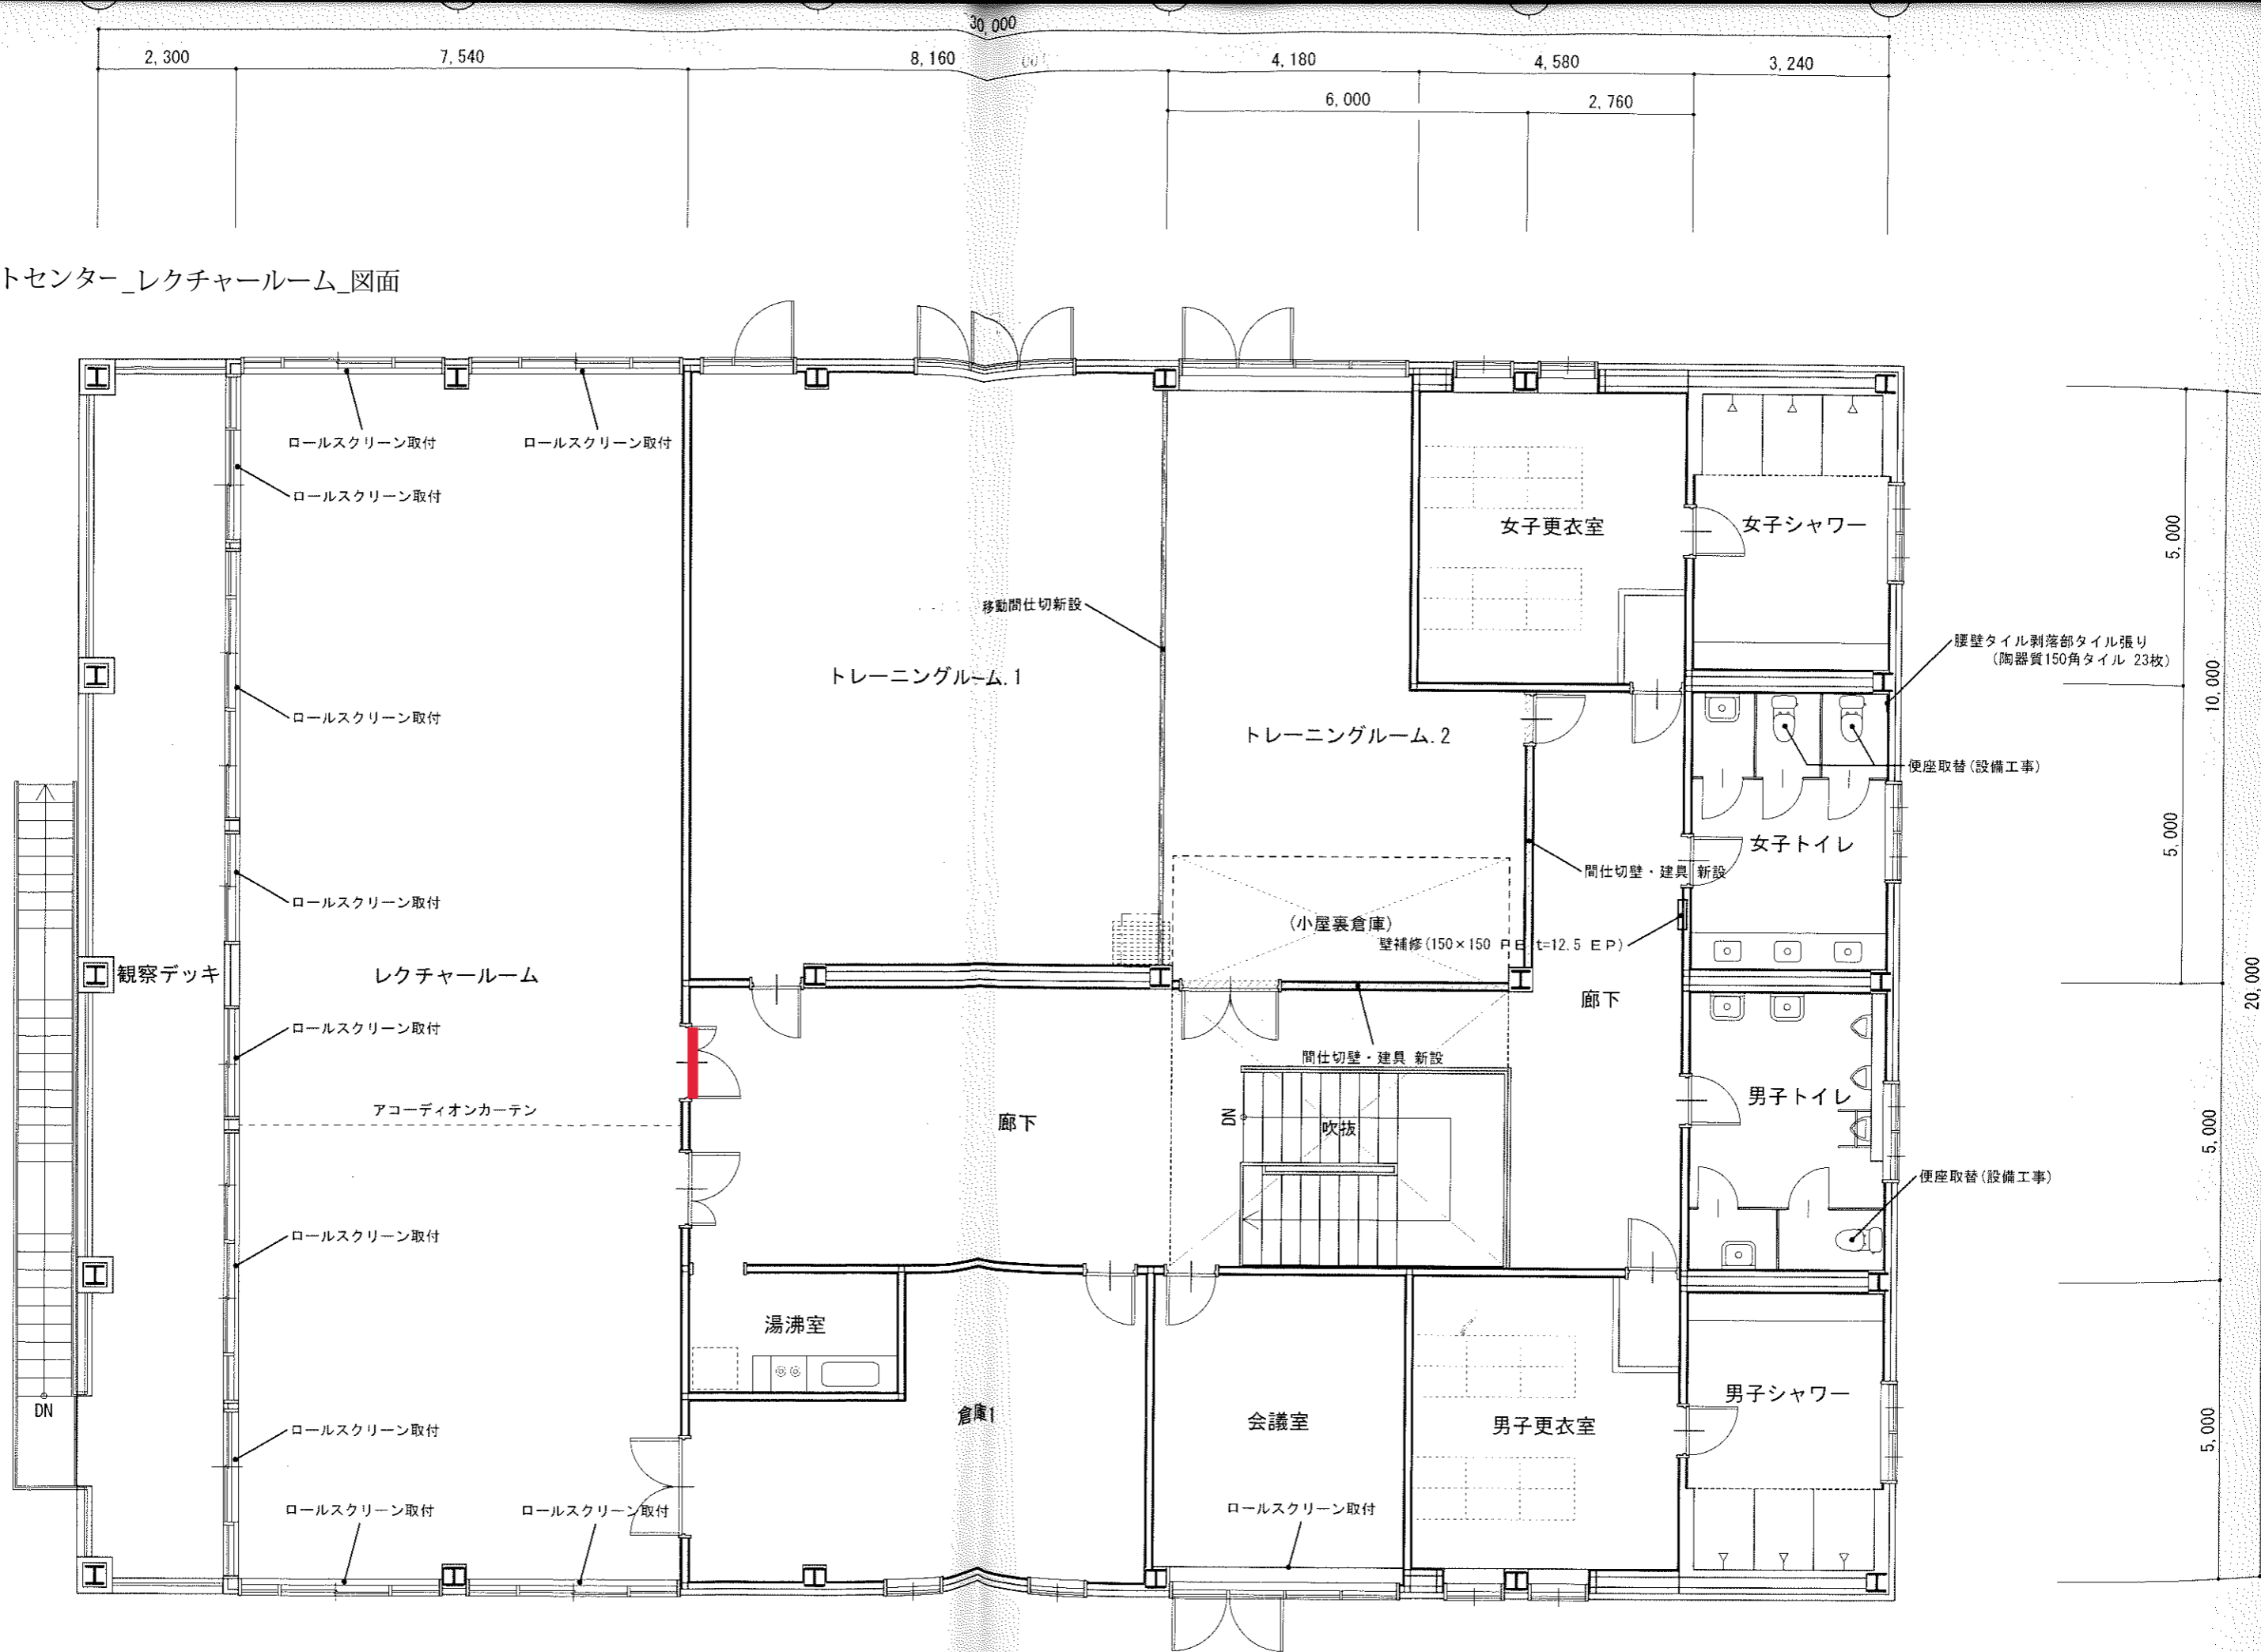 30,000
2,300
7,540
8,160
4,180
4,580
3,240
6,000
2,760
トセンター_レクチャールーム_図面
ロールスクリーン取付
ロールスクリーン取付
ロールスクリーン取付
女子更衣室
女子シャワー
5,000
移動間仕切新設
腰壁タイル剥落部タイル張り
(陶器質150角タイル 23枚)
トレーニングルーム.1
10,000
ロールスクリーン取付
トレーニングルーム.2
便座取替(設備工事)
女子トイレ
5,000
間仕切壁・建具 新設
ロールスクリーン取付
(小屋裏倉庫)
壁補修(150×150 PB t=12.5 EP)
観察デッキ
レクチャールーム
20,000
廊下
ロールスクリーン取付
間仕切壁・建具 新設
男子トイレ
アコーディオンカーテン
廊下
DN
吹抜
5,000
便座取替(設備工事)
ロールスクリーン取付
湯沸室
男子シャワー
DN
倉庫1
会議室
男子更衣室
ロールスクリーン取付
5,000
ロールスクリーン取付
ロールスクリーン取付
ロールスクリーン取付